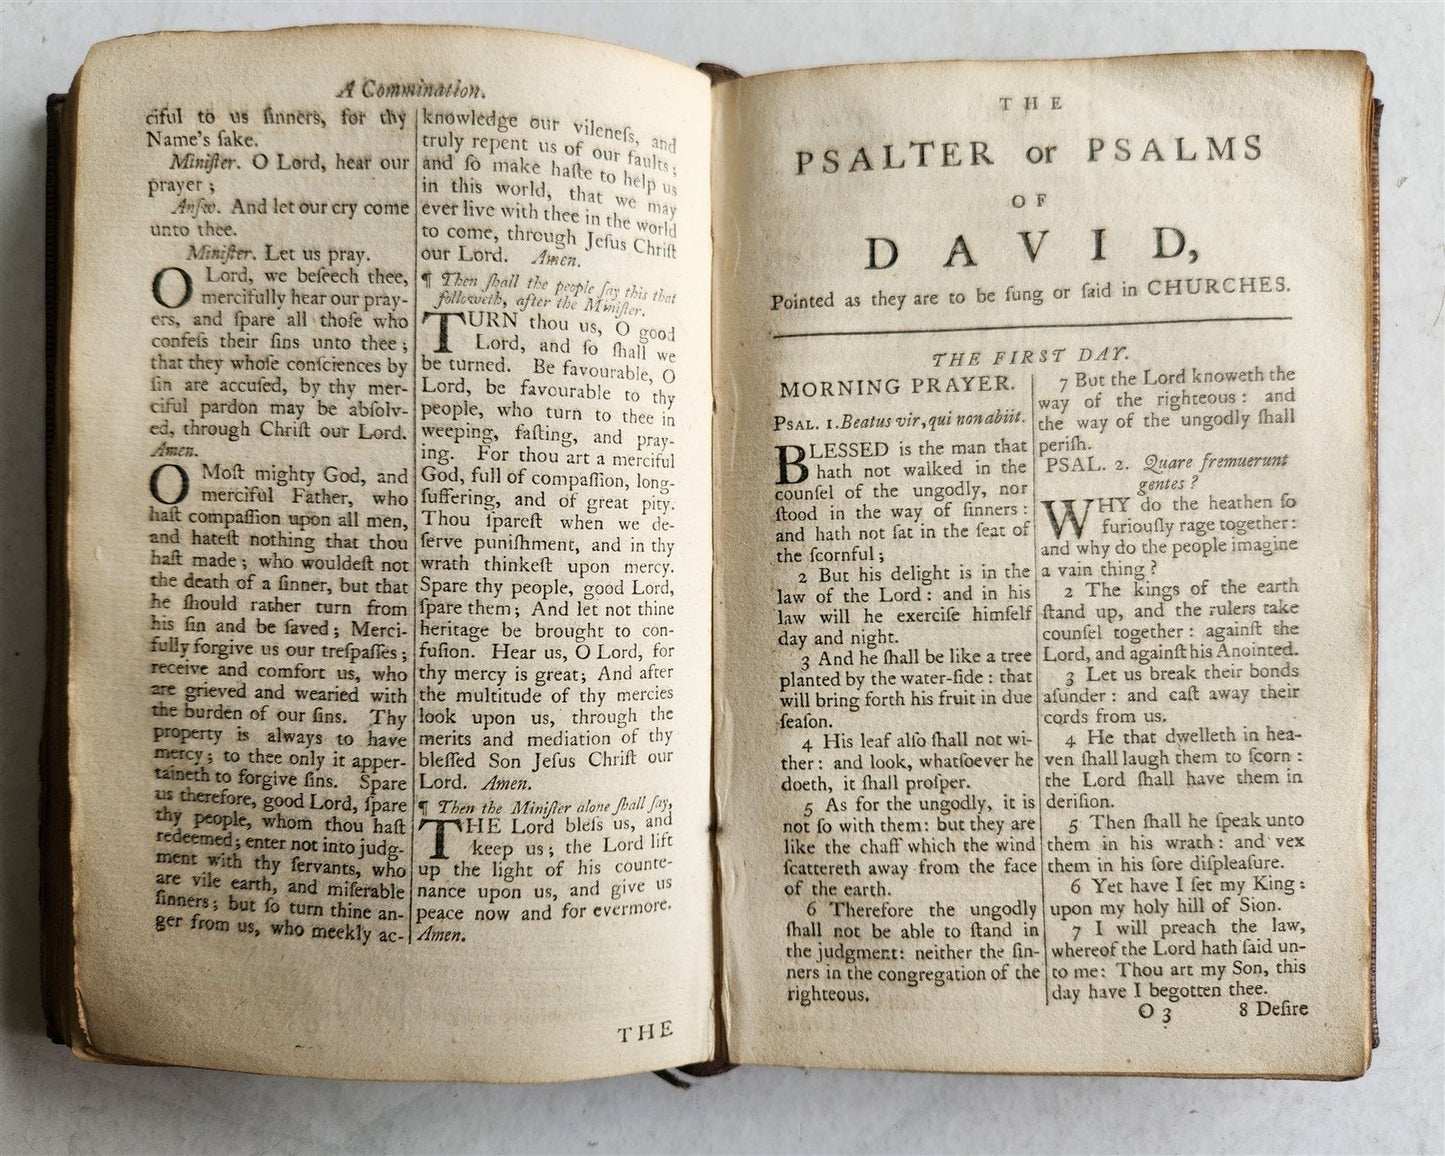 A Commination.
ciful to us ſinners, for thy
Name's ſake.
Miniſter. O Lord, hear our
prayer;
Anſw. And let our cry come
unto thee.
Miniſter. Let us pray.
O Lord, we beſeech thee,
mercifully hear our pray-
ers, and ſpare all thoſe who
confeſs their ſins unto thee;
that they whoſe conſciences by
ſin are accuſed, by thy mer-
ciful pardon may be abſolv-
ed, through Chriſt our Lord.
Amen.
O Moſt mighty God, and
merciful Father, who
haſt compaſſion upon all men,
and hateſt nothing that thou
haſt made; who wouldeſt not
the death of a ſinner, but that
he ſhould rather turn from
his ſin and be ſaved; Merci-
fully forgive us our treſpaſſes;
receive and comfort us, who
are grieved and wearied with
the burden of our ſins. Thy
property is always to have
mercy; to thee only it apper-
taineth to forgive ſins. Spare
us therefore, good Lord, ſpare
thy people, whom thou haſt
redeemed; enter not into judg-
ment with thy ſervants, who
are vile earth, and miſerable
ſinners; but ſo turn thine an-
ger from us, who meekly ac-
knowledge our vileneſs, and
truly repent us of our faults;
and ſo make haſte to help us
in this world, that we may
ever live with thee in the world
to come, through Jeſus Chriſt
our Lord. Amen.
¶ Then ſhall the people ſay this that
followeth, after the Miniſter.
TURN thou us, O good
Lord, and ſo ſhall we
be turned. Be favourable, O
Lord, be favourable to thy
people, who turn to thee in
weeping, faſting, and pray-
ing. For thou art a merciful
God, full of compaſſion, long-
ſuffering, and of great pity.
Thou ſpareſt when we de-
ſerve puniſhment, and in thy
wrath thinkeſt upon mercy.
Spare thy people, good Lord,
ſpare them; And let not thine
heritage be brought to con-
fuſion. Hear us, O Lord, for
thy mercy is great; And after
the multitude of thy mercies
look upon us, through the
merits and mediation of thy
bleſſed Son Jeſus Chriſt our
Lord. Amen.
¶ Then the Miniſter alone ſhall ſay,
THE Lord bleſs us, and
keep us; the Lord lift
up the light of his counte-
nance upon us, and give us
peace now and for evermore.
Amen.
THE
THE
PSALTER or PSALMS
OF
DAVID,
Pointed as they are to be ſung or ſaid in CHURCHES.
THE FIRST DAY.
MORNING PRAYER.
PSAL. 1. Beatus vir, qui non abiit.
BLESSED is the man that
hath not walked in the
counſel of the ungodly, nor
ſtood in the way of ſinners:
and hath not ſat in the ſeat of
the ſcornful;
2 But his delight is in the
law of the Lord: and in his
law will he exerciſe himſelf
day and night.
3 And he ſhall be like a tree
planted by the water-ſide: that
will bring forth his fruit in due
ſeaſon.
4 His leaf alſo ſhall not wi-
ther: and look, whatſoever he
doeth, it ſhall proſper.
5 As for the ungodly, it is
not ſo with them: but they are
like the chaff which the wind
ſcattereth away from the face
of the earth.
6 Therefore the ungodly
ſhall not be able to ſtand in
the judgment: neither the ſin-
ners in the congregation of the
righteous.
7 But the Lord knoweth the
way of the righteous: and
the way of the ungodly ſhall
periſh.
PSAL. 2. Quare fremuerunt
gentes?
WHY do the heathen ſo
furiouſly rage together:
and why do the people imagine
a vain thing?
2 The kings of the earth
ſtand up, and the rulers take
counſel together: againſt the
Lord, and againſt his Anointed.
3 Let us break their bonds
aſunder: and caſt away their
cords from us.
4 He that dwelleth in hea-
ven ſhall laugh them to ſcorn:
the Lord ſhall have them in
deriſion.
5 Then ſhall he ſpeak unto
them in his wrath: and vex
them in his ſore diſpleaſure.
6 Yet have I ſet my King:
upon my holy hill of Sion.
7 I will preach the law,
whereof the Lord hath ſaid un-
to me: Thou art my Son, this
day have I begotten thee.
O 3 8 Deſire